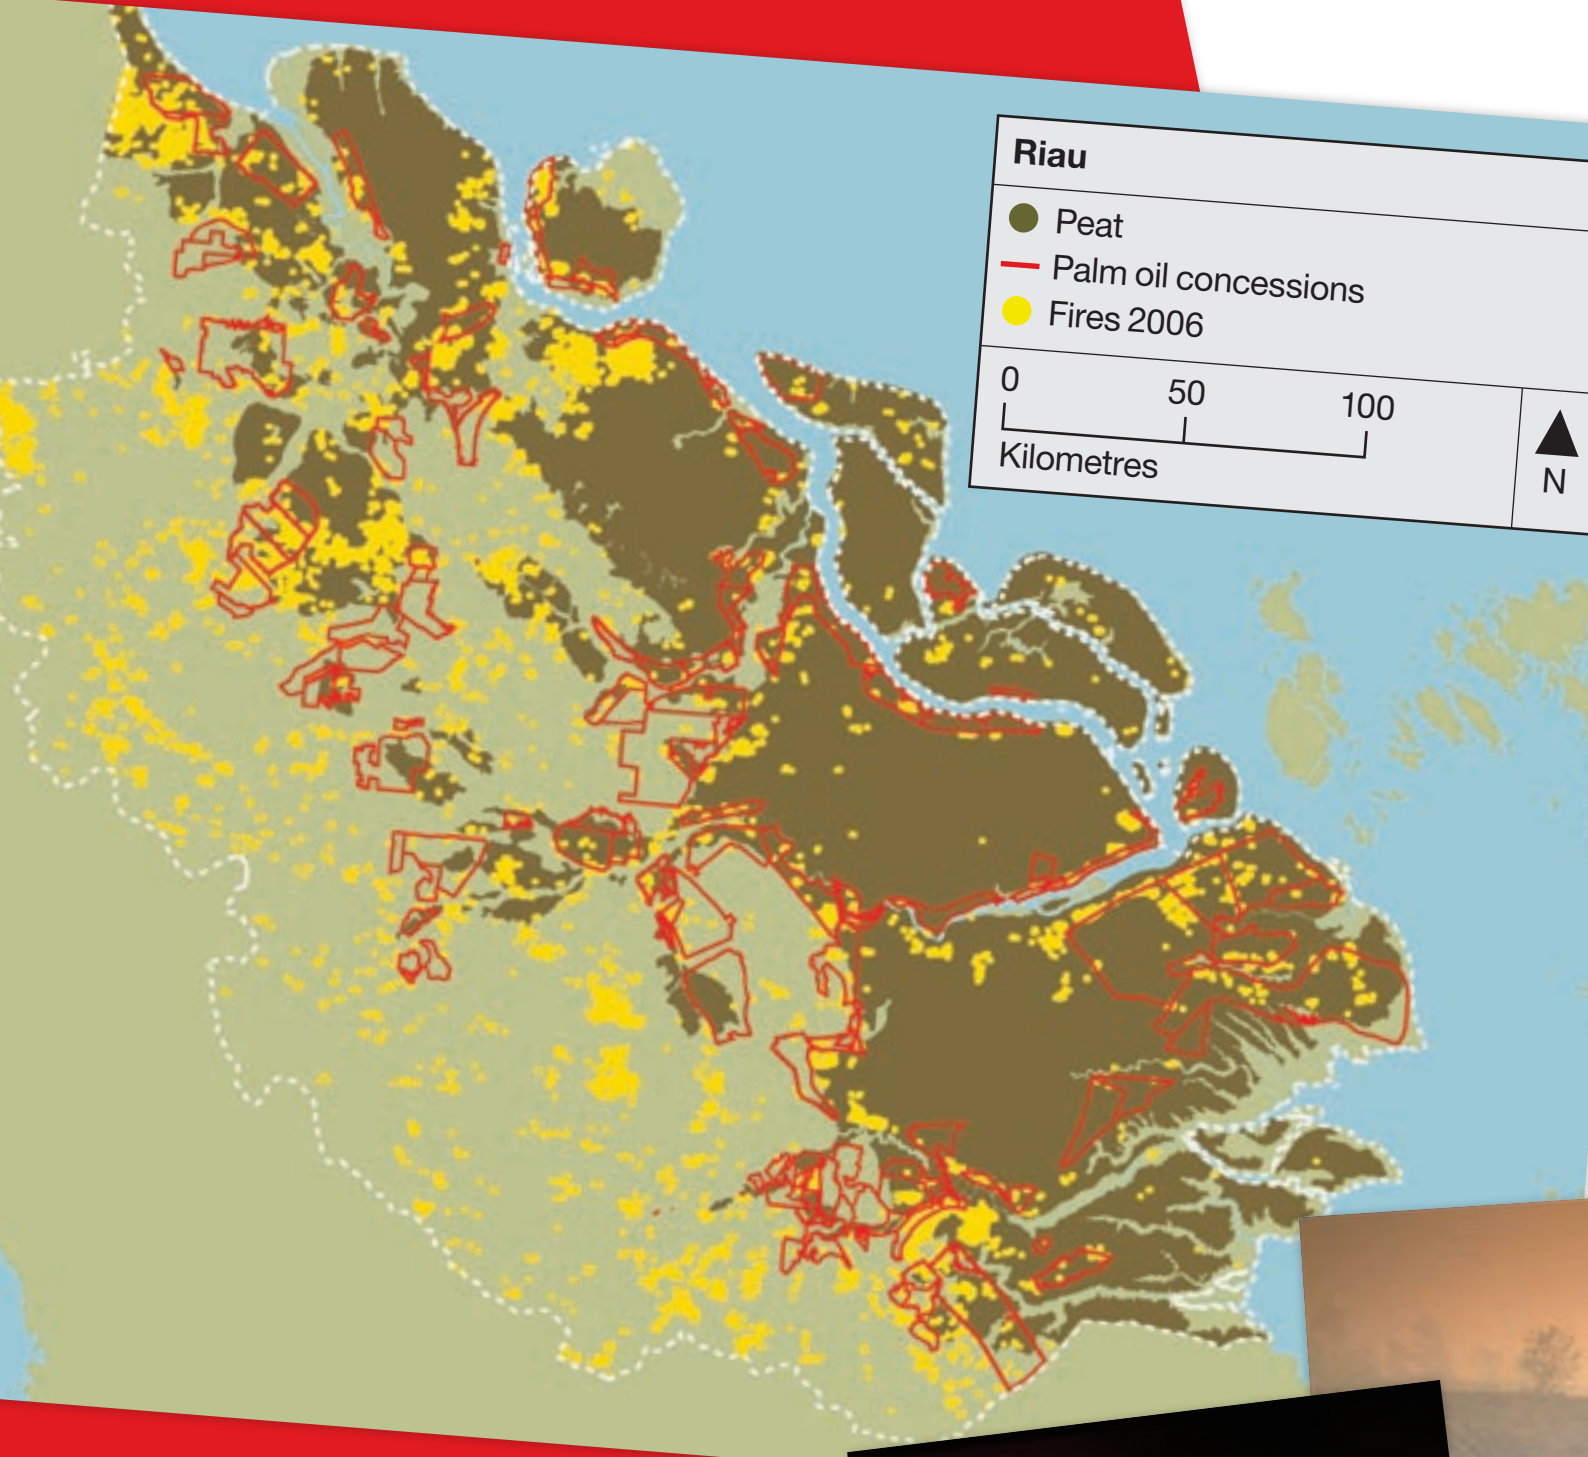 Riau
Peat
Palm oil concessions
Fires 2006
0 50 100
Kilometres
N